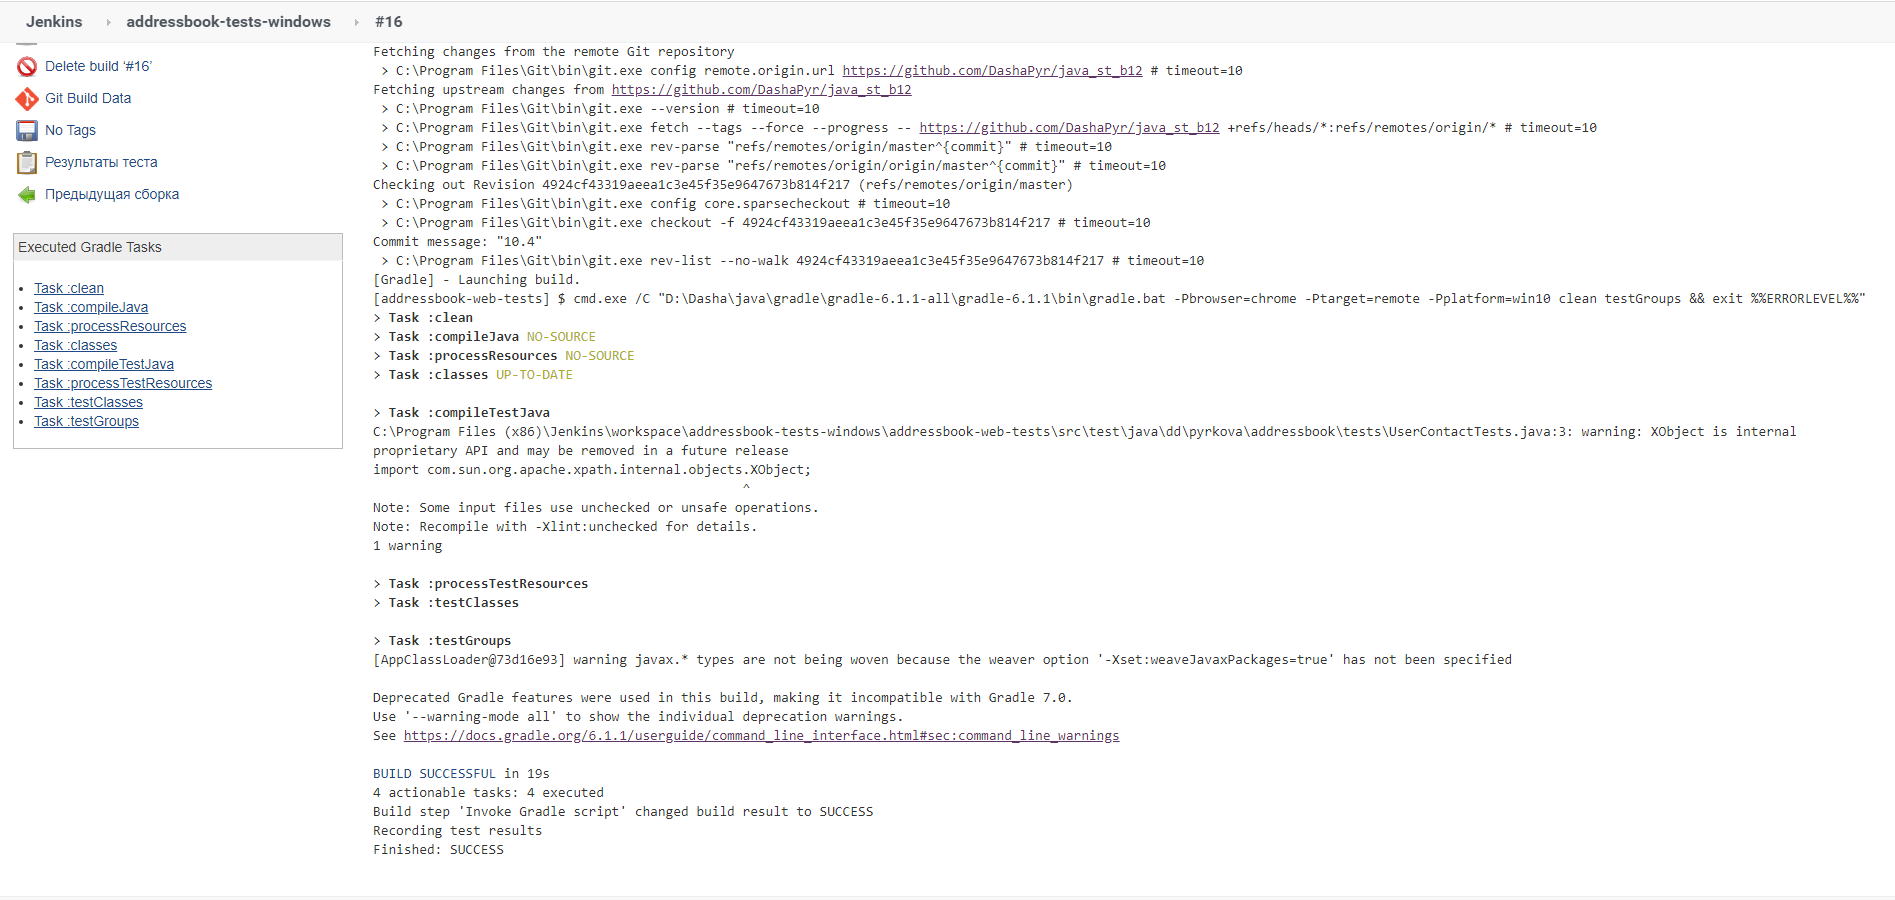 Jenkins
addressbook-tests-windows
#16
Delete build ‘#16’
Git Build Data
No Tags
Результаты теста
Предыдущая сборка
Executed Gradle Tasks
Task :clean
Task :compileJava
Task :processResources
Task :classes
Task :compileTestJava
Task :processTestResources
Task :testClasses
Task :testGroups
Fetching changes from the remote Git repository
> C:\Program Files\Git\bin\git.exe config remote.origin.url https://github.com/DashaPyr/java_st_b12 # timeout=10
Fetching upstream changes from https://github.com/DashaPyr/java_st_b12
> C:\Program Files\Git\bin\git.exe --version # timeout=10
> C:\Program Files\Git\bin\git.exe fetch --tags --force --progress -- https://github.com/DashaPyr/java_st_b12 +refs/heads/*:refs/remotes/origin/* # timeout=10
> C:\Program Files\Git\bin\git.exe rev-parse "refs/remotes/origin/master^{commit}" # timeout=10
> C:\Program Files\Git\bin\git.exe rev-parse "refs/remotes/origin/origin/master^{commit}" # timeout=10
Checking out Revision 4924cf43319aeea1c3e45f35e9647673b814f217 (refs/remotes/origin/master)
> C:\Program Files\Git\bin\git.exe config core.sparsecheckout # timeout=10
> C:\Program Files\Git\bin\git.exe checkout -f 4924cf43319aeea1c3e45f35e9647673b814f217 # timeout=10
Commit message: "10.4"
> C:\Program Files\Git\bin\git.exe rev-list --no-walk 4924cf43319aeea1c3e45f35e9647673b814f217 # timeout=10
[Gradle] - Launching build.
[addressbook-web-tests] $ cmd.exe /C "D:\Dasha\java\gradle\gradle-6.1.1-all\gradle-6.1.1\bin\gradle.bat -Pbrowser=chrome -Ptarget=remote -Pplatform=win10 clean testGroups && exit %%ERRORLEVEL%%"
> Task :clean
> Task :compileJava NO-SOURCE
> Task :processResources NO-SOURCE
> Task :classes UP-TO-DATE
> Task :compileTestJava
C:\Program Files (x86)\Jenkins\workspace\addressbook-tests-windows\addressbook-web-tests\src\test\java\dd\pyrkova\addressbook\tests\UserContactTests.java:3: warning: XObject is internal
proprietary API and may be removed in a future release
import com.sun.org.apache.xpath.internal.objects.XObject;
^
Note: Some input files use unchecked or unsafe operations.
Note: Recompile with -Xlint:unchecked for details.
1 warning
> Task :processTestResources
> Task :testClasses
> Task :testGroups
[AppClassLoader@73d16e93] warning javax.* types are not being woven because the weaver option '-Xset:weaveJavaxPackages=true' has not been specified
Deprecated Gradle features were used in this build, making it incompatible with Gradle 7.0.
Use '--warning-mode all' to show the individual deprecation warnings.
See https://docs.gradle.org/6.1.1/userguide/command_line_interface.html#sec:command_line_warnings
BUILD SUCCESSFUL in 19s
4 actionable tasks: 4 executed
Build step 'Invoke Gradle script' changed build result to SUCCESS
Recording test results
Finished: SUCCESS